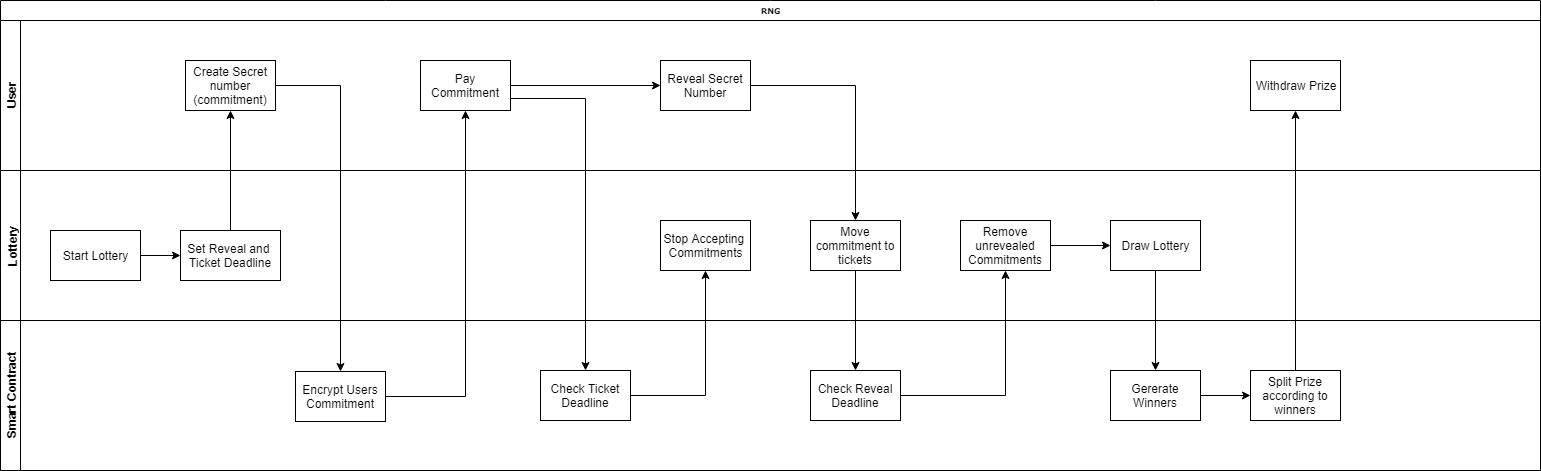 RNG
User
Create Secret
number
(commitment)
Pay
Commitment
Reveal Secret
Number
Withdraw Prize
Lottery
Start Lottery
Set Reveal and
Ticket Deadline
Stop Accepting
Commitments
Move
commitment to
tickets
Remove
unrevealed
Commitments
Draw Lottery
Smart Contract
Encrypt Users
Commitment
Check Ticket
Deadline
Check Reveal
Deadline
Gererate
Winners
Split Prize
according to
winners